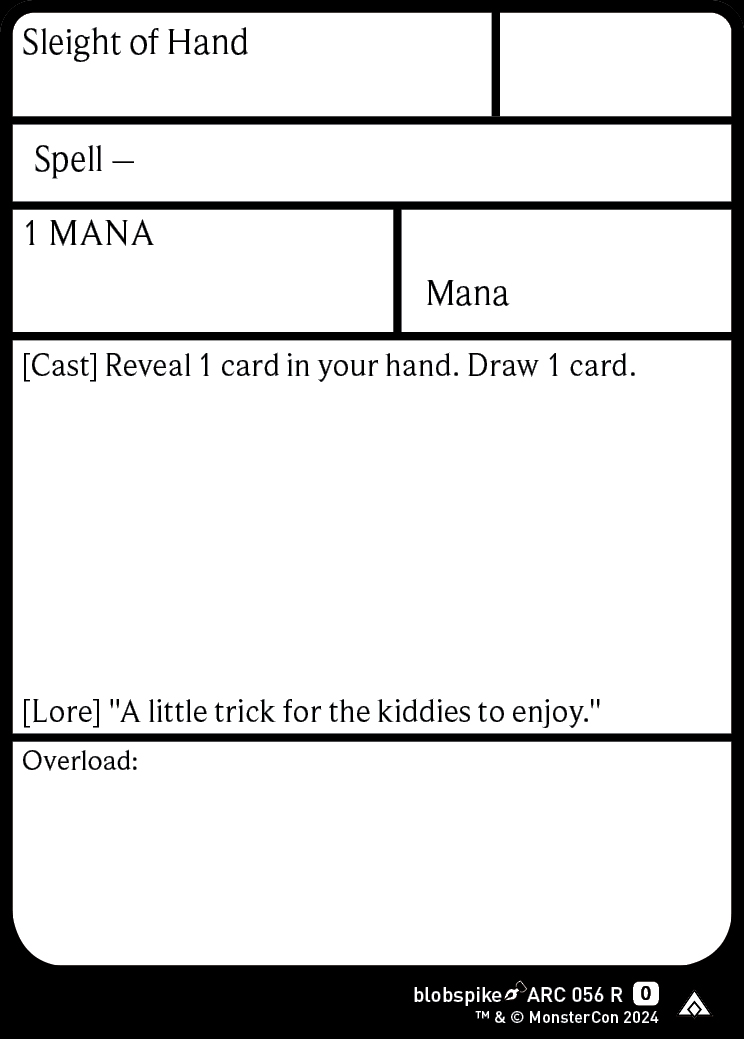 Sleight of Hand
Spell —
1 MANA
Mana
[Cast] Reveal 1 card in your hand. Draw 1 card.
[Lore] "A little trick for the kiddies to enjoy."
Overload:
blobspike ARC 056 R 0
™ & © MonsterCon 2024